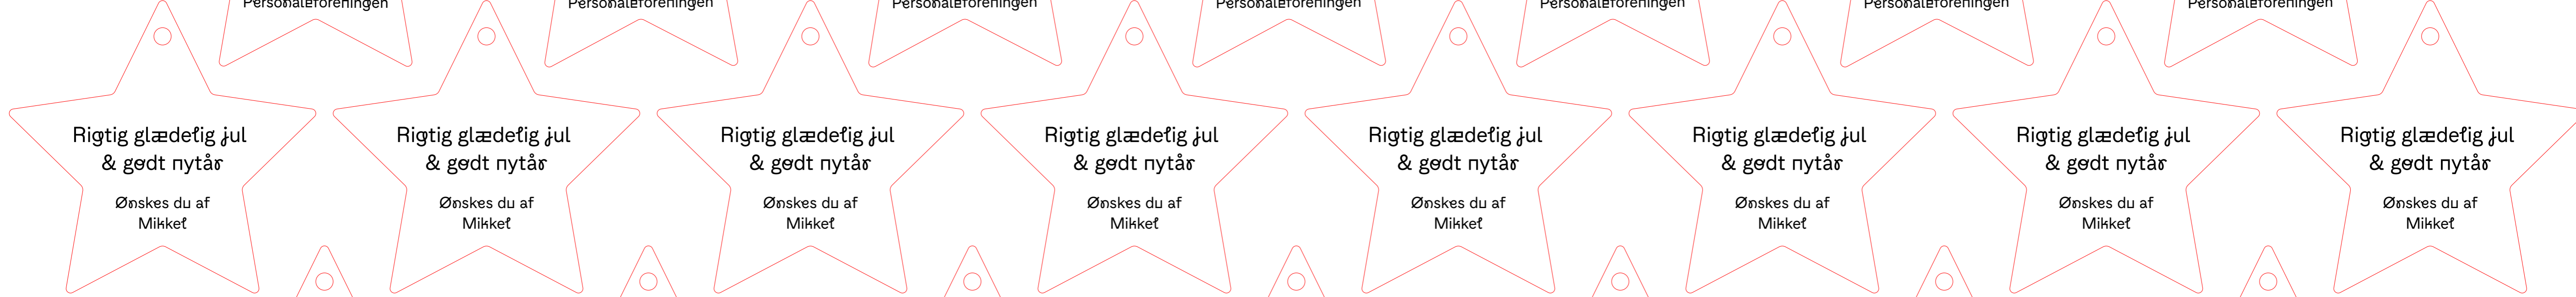 Personaleforeningen
Personaleforeningen
Personaleforeningen
Personaleforeningen
Personaleforeningen
Personaleforeningen
Personaleforeningen
Rigtig glædelig jul
& godt nytår
Ønskes du af
Mikkel
Rigtig glædelig jul
& godt nytår
Ønskes du af
Mikkel
Rigtig glædelig jul
& godt nytår
Ønskes du af
Mikkel
Rigtig glædelig jul
& godt nytår
Ønskes du af
Mikkel
Rigtig glædelig jul
& godt nytår
Ønskes du af
Mikkel
Rigtig glædelig jul
& godt nytår
Ønskes du af
Mikkel
Rigtig glædelig jul
& godt nytår
Ønskes du af
Mikkel
Rigtig glædelig jul
& godt nytår
Ønskes du af
Mikkel